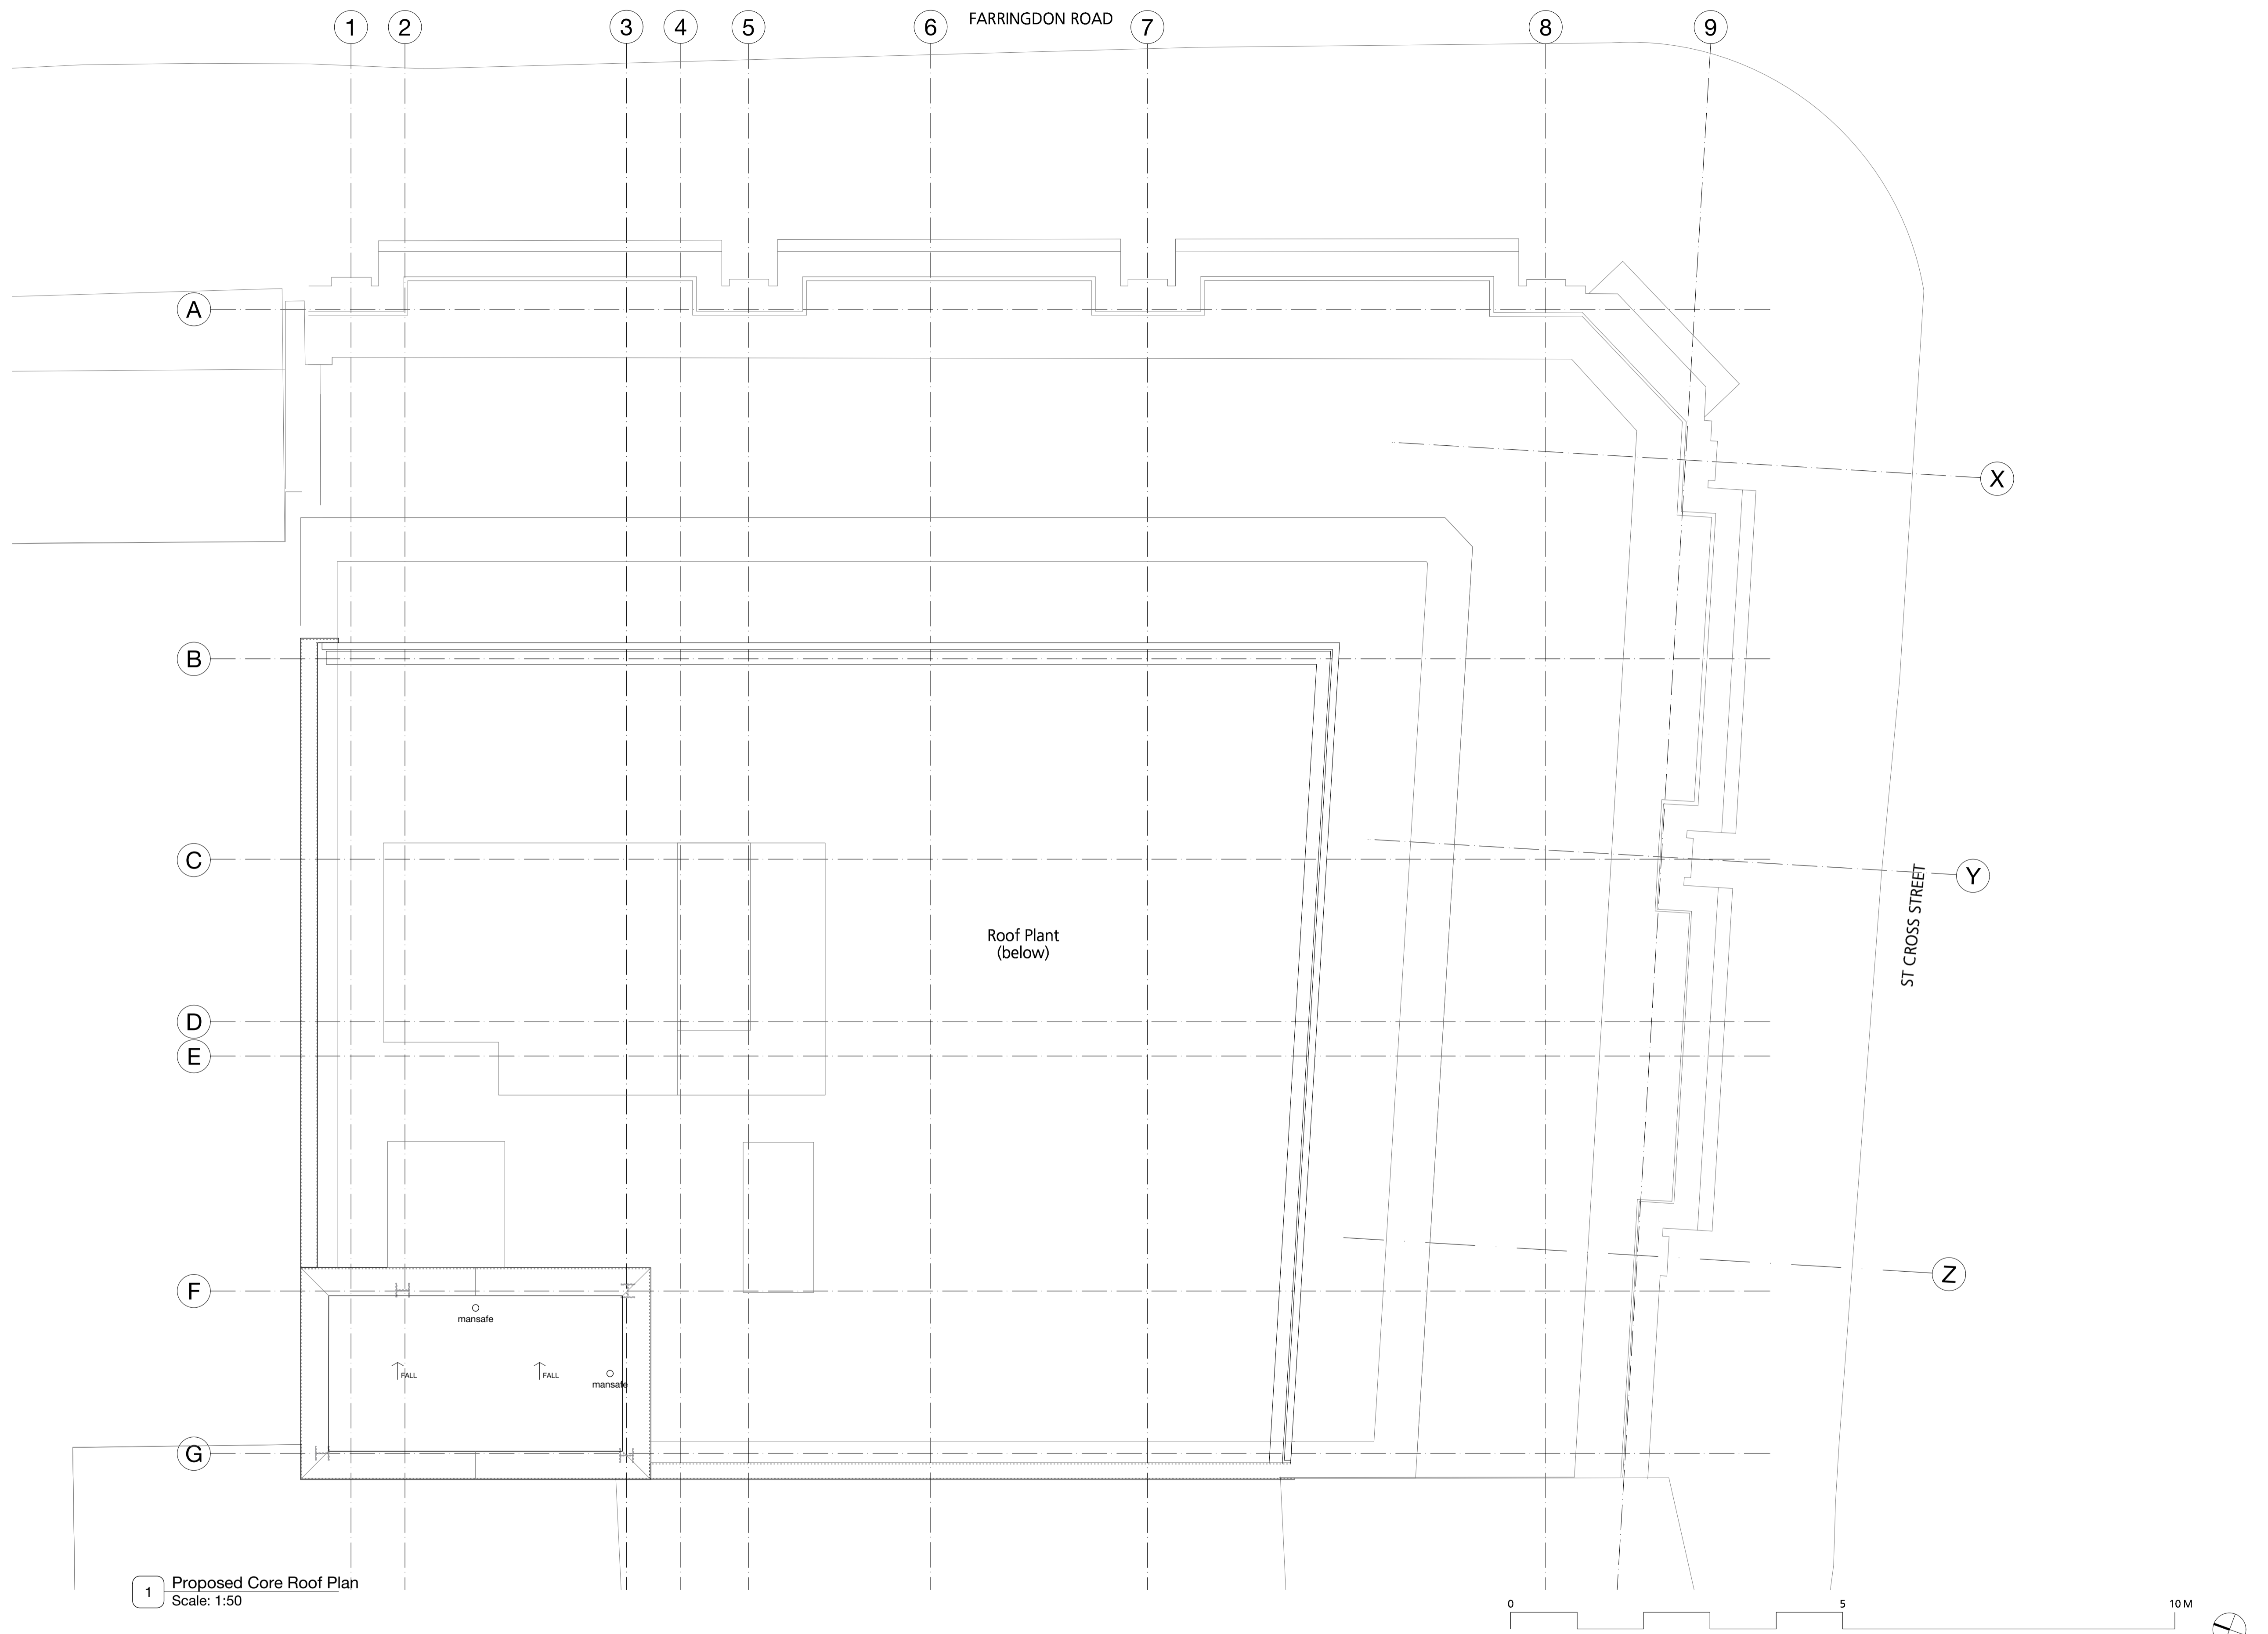 FARRINGDON ROAD
1 2 3 4 5 6 7 8 9
A
X
B
C
Y
Roof Plant
(below)
ST CROSS STREET
D
E
Z
F
mansafe
FALL FALL
mansafe
G
1 Proposed Core Roof Plan
Scale: 1:50
0 5 10 M